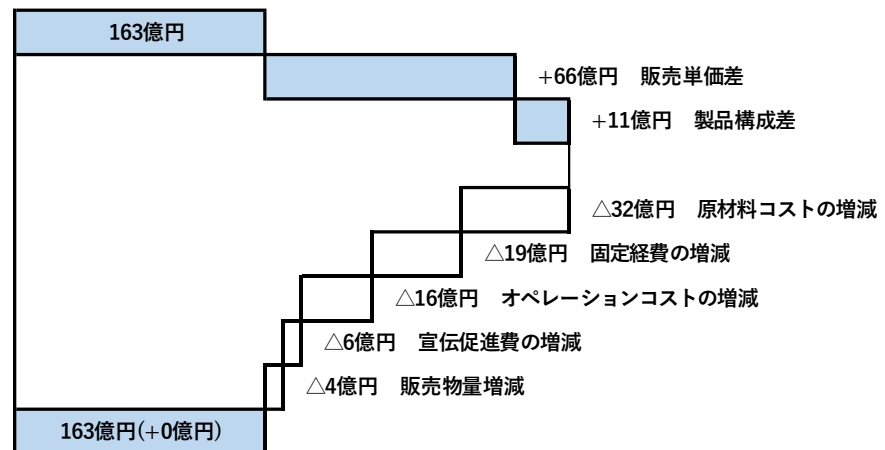 163億円
+66億円 販売単価差
+11億円 製品構成差
△32億円 原材料コストの増減
△19億円 固定経費の増減
△16億円 オペレーションコストの増減
△6億円 宣伝促進費の増減
△4億円 販売物量増減
163億円(+0億円)